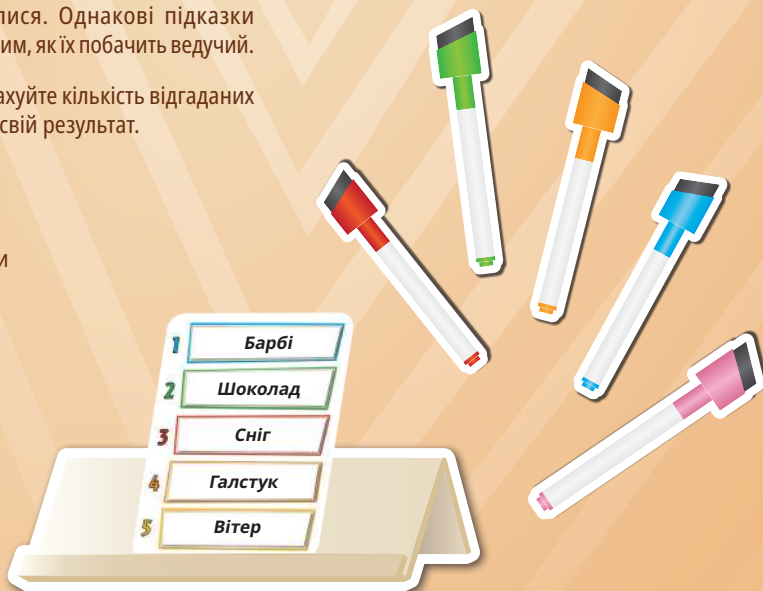 лися. Однакові підказки
им, як їх побачить ведучий.
ахуйте кількість відгаданих
свій результат.
и
1 Барбі
2 Шоколад
3 Сніг
4 Галстук
5 Вітер